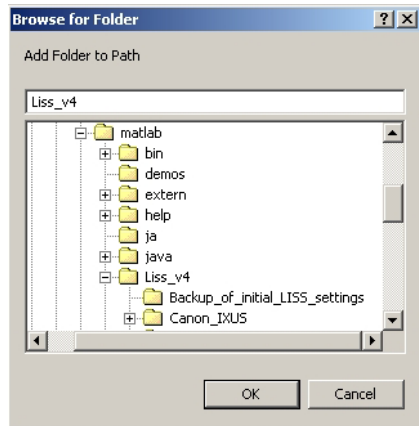 Browse for Folder
Add Folder to Path
Liss_v4
matlab
bin
demos
extern
help
ja
java
Liss_v4
Backup_of_initial_LISS_settings
Canon_IXUS
OK Cancel